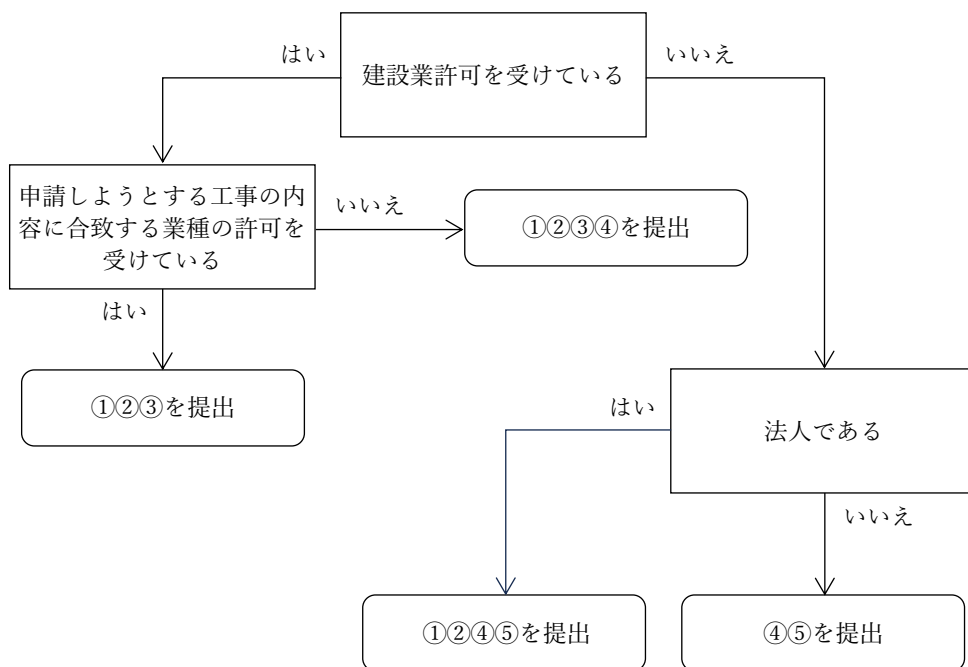 はい
建設業許可を受けている
いいえ
申請しようとする工事の内
容に合致する業種の許可を
受けている
いいえ
①②③④を提出
はい
①②③を提出
はい
法人である
いいえ
①②④⑤を提出
④⑤を提出